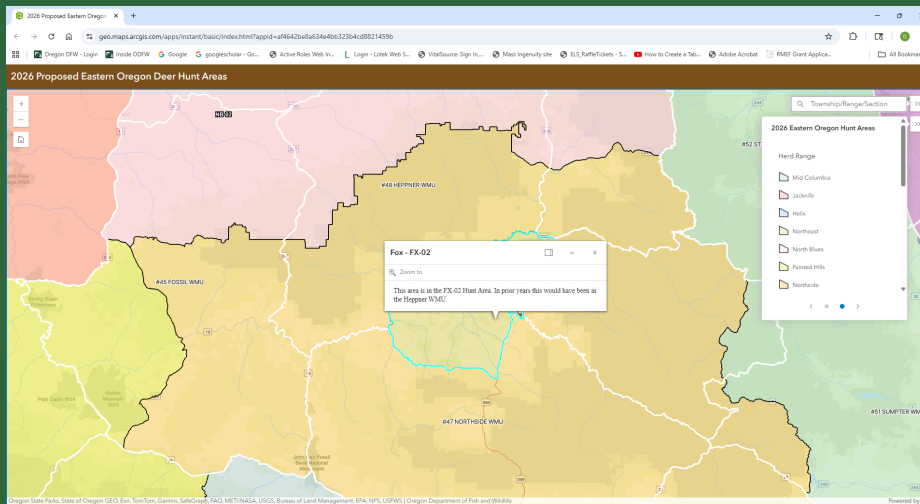 2026 Proposed Eastern Oregon
geo.maps.arcgis.com/apps/instant/basic/index.html?appid=af4642be8a634e4bb323b4cd8821459b
Oregon DFW - Login
Inside ODFW
Google
googlescholar - Go...
Active Roles Web In...
Login - Lotek Web S...
VitalSource: Sign In...
Mass Ingenuity site
ELS_RaffleTickets - S...
How to Create a Tab...
Adobe Acrobat
RMEF Grant Applica...
All Bookmar
2026 Proposed Eastern Oregon Deer Hunt Areas
Township/Range/Section
2026 Eastern Oregon Hunt Areas
Herd Range
Mid-Columbia
Jacknife
Helix
Northeast
North Blues
Painted Hills
Northside
#52 ST
#48 HEPPNER WMU
Fox - FX-02
Zoom to
This area is in the FX-02 Hunt Area. In prior years this would have been in
the Heppner WMU.
#45 FOSSIL WMU
#47 NORTHSIDE WMU
#51 SUMPTER WM
Oregon State Parks, State of Oregon GEO, Esri, TomTom, Garmin, SafeGraph, FAO, METI/NASA, USGS, Bureau of Land Management, EPA, NPS, USFWS | Oregon Department of Fish and Wildlife
Powered by